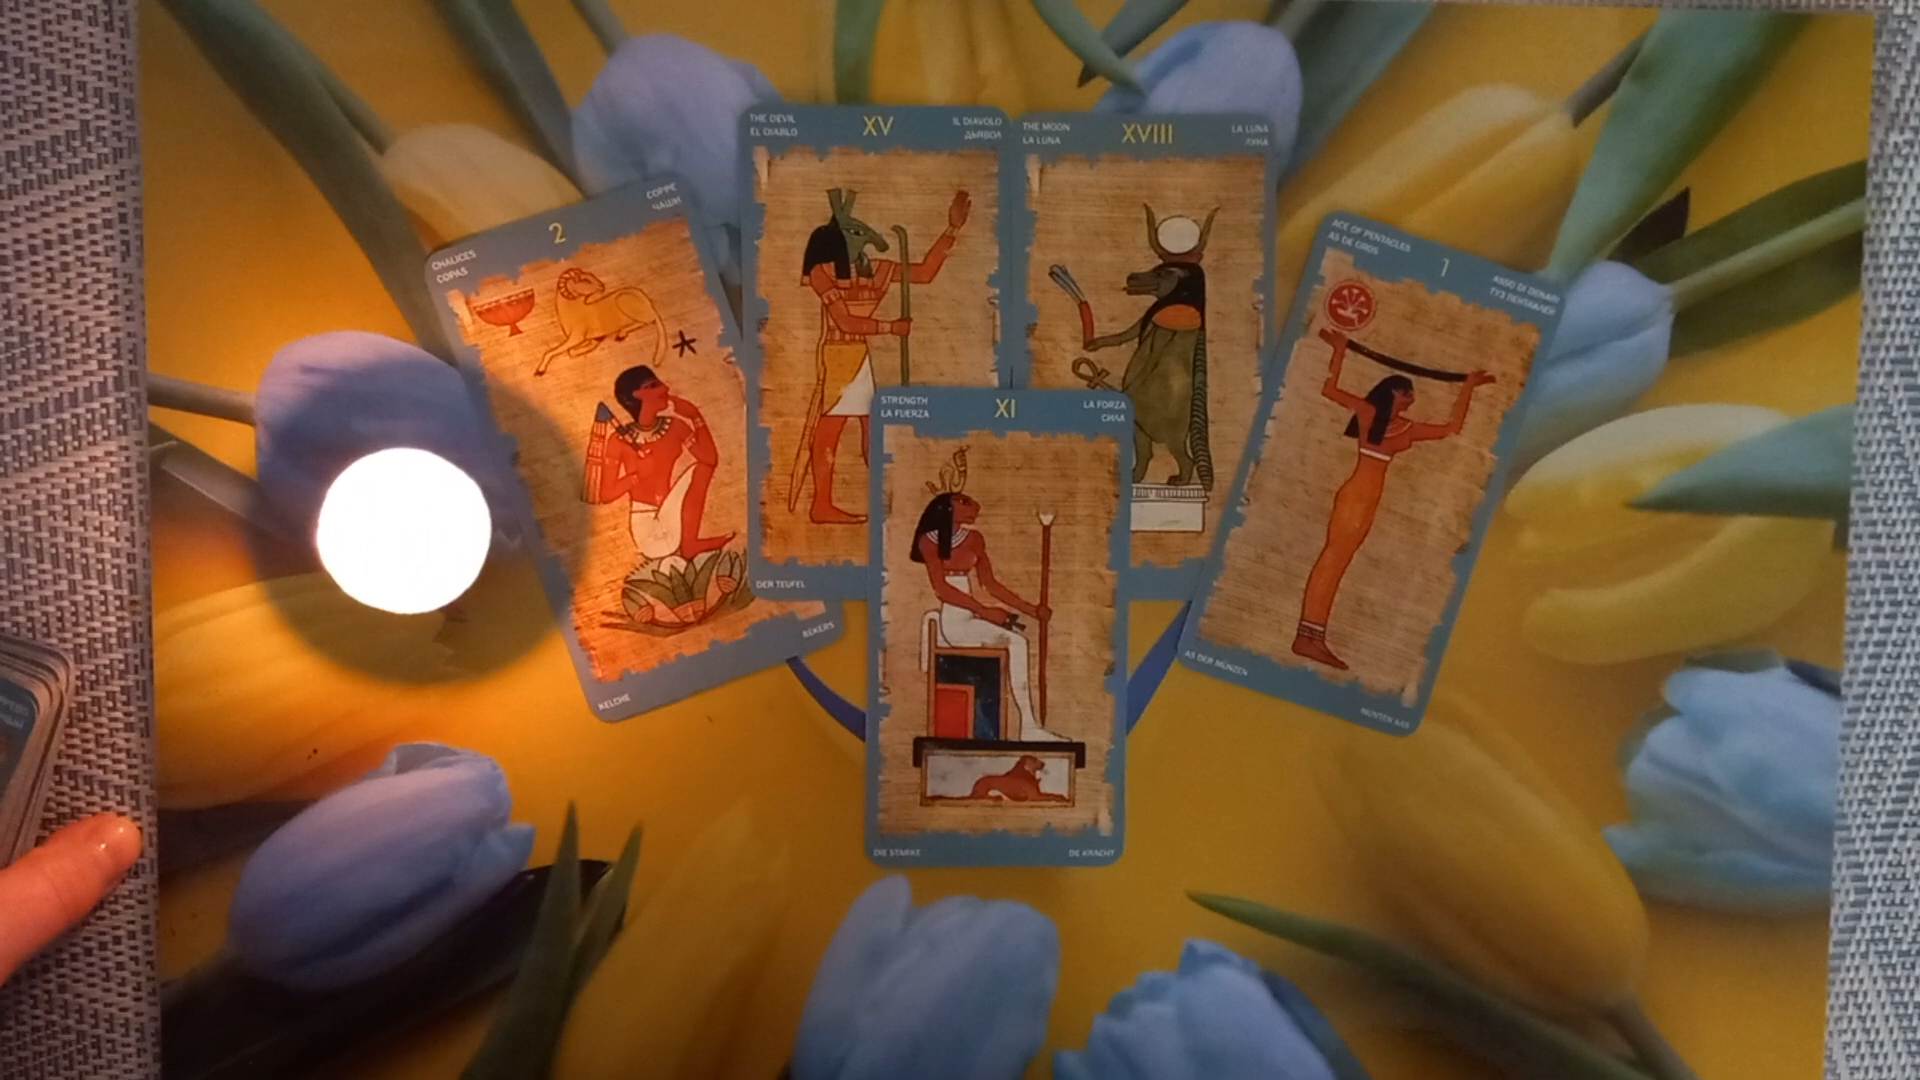 CHALICES
COPAS
2
COPPE
ЧАШИ
KELCHE
BEKERS
THE DEVIL
EL DIABLO
XV
IL DIAVOLO
ДЬЯВОЛ
DER TEUFEL
THE MOON
LA LUNA
XVIII
LA LUNA
ЛУНА
ACE OF PENTACLES
AS DE OROS
1
ASSO DI DENARI
ТУЗ ПЕНТАКЛЕЙ
AS DER MÜNZEN
MUNTEN AAS
STRENGTH
LA FUERZA
XI
LA FORZA
СИЛА
DIE STÄRKE
DE KRACHT